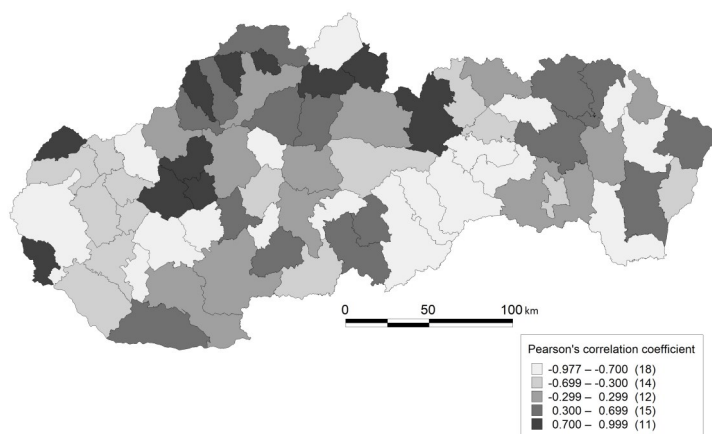 0 50 100 km
Pearson's correlation coefficient
-0.977 – -0.700 (18)
-0.699 – -0.300 (14)
-0.299 – 0.299 (12)
0.300 – 0.699 (15)
0.700 – 0.999 (11)